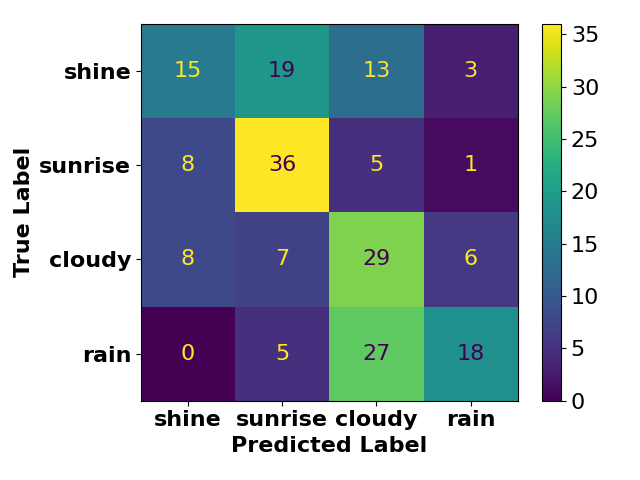 shine 15 19 13 3
sunrise 8 36 5 1
cloudy 8 7 29 6
rain 0 5 27 18
shine sunrise cloudy rain
Predicted Label
True Label
35
30
25
20
15
10
5
0